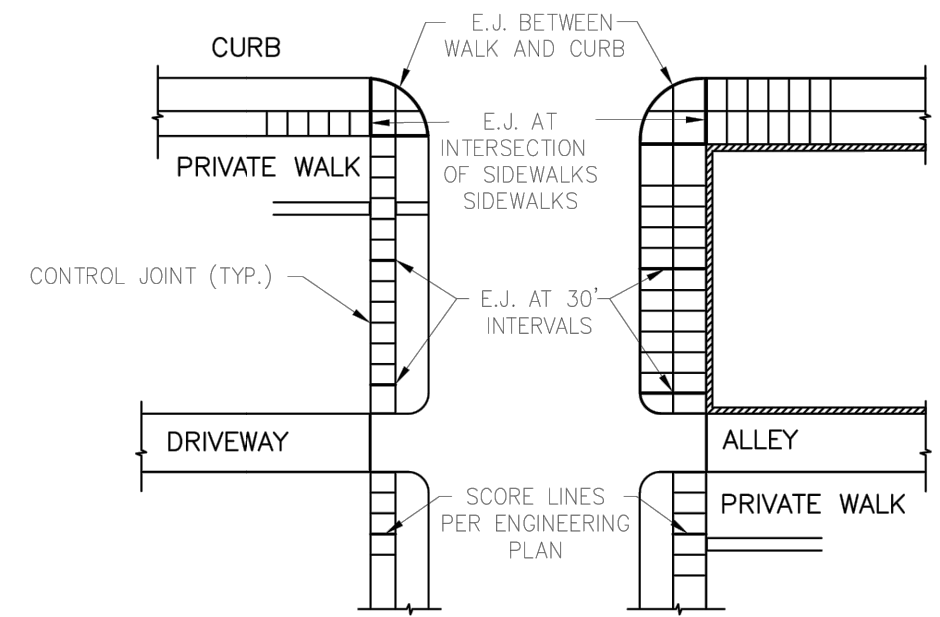 E.J. BETWEEN
WALK AND CURB
CURB
E.J. AT
INTERSECTION
OF SIDEWALKS
SIDEWALKS
PRIVATE WALK
CONTROL JOINT (TYP.)
E.J. AT 30'
INTERVALS
DRIVEWAY
ALLEY
SCORE LINES
PER ENGINEERING
PLAN
PRIVATE WALK